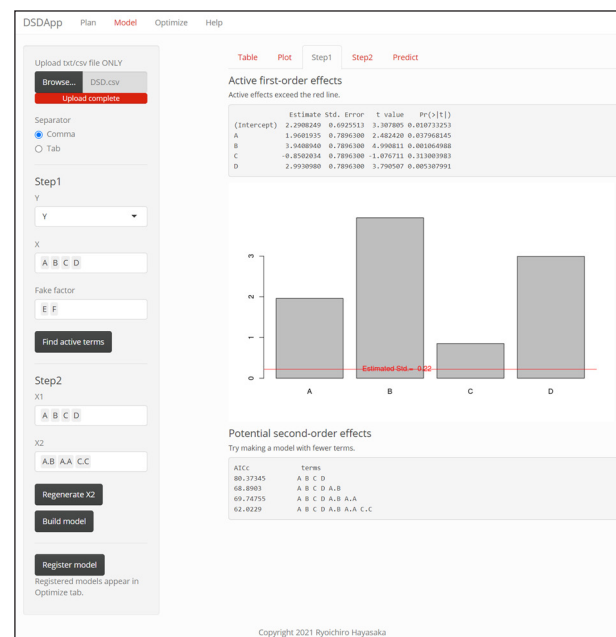 DSDApp Plan Model Optimize Help
Upload txt/csv file ONLY
Browse... DSD.csv
Upload complete
Separator
Comma
Tab
Step1
Y
Y
X
A B C D
Fake factor
E F
Find active terms
Step2
X1
A B C D
X2
A.B A.A C.C
Regenerate X2
Build model
Register model
Registered models appear in
Optimize tab.
Table Plot Step1 Step2 Predict
Active first-order effects
Active effects exceed the red line.
Estimate Std. Error t value Pr(>|t|)
(Intercept) 2.2908249 0.6925513 3.307805 0.010733253
A 1.9601935 0.7896300 2.482420 0.037968145
B 3.9408940 0.7896300 4.990811 0.001064988
C -0.8502034 0.7896300 -1.076711 0.313003983
D 2.9930980 0.7896300 3.790507 0.005307991
3
2
1
0
Estimated Std.= 0.22
A B C D
Potential second-order effects
Try making a model with fewer terms.
AICc terms
80.37345 A B C D
68.8903 A B C D A.B
69.74755 A B C D A.B A.A
62.0229 A B C D A.B A.A C.C
Copyright 2021 Ryoichiro Hayasaka